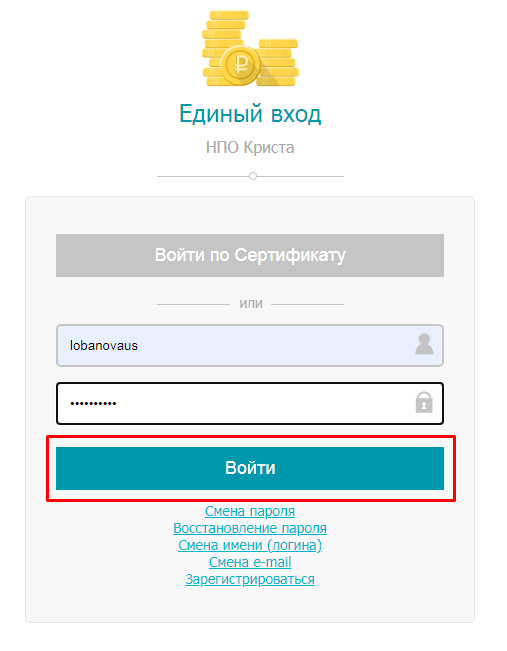 Единый вход
НПО Криста
Войти по Сертификату
или
lobanovaus
••••••••••
Войти
Смена пароля
Восстановление пароля
Смена имени (логина)
Смена e-mail
Зарегистрироваться